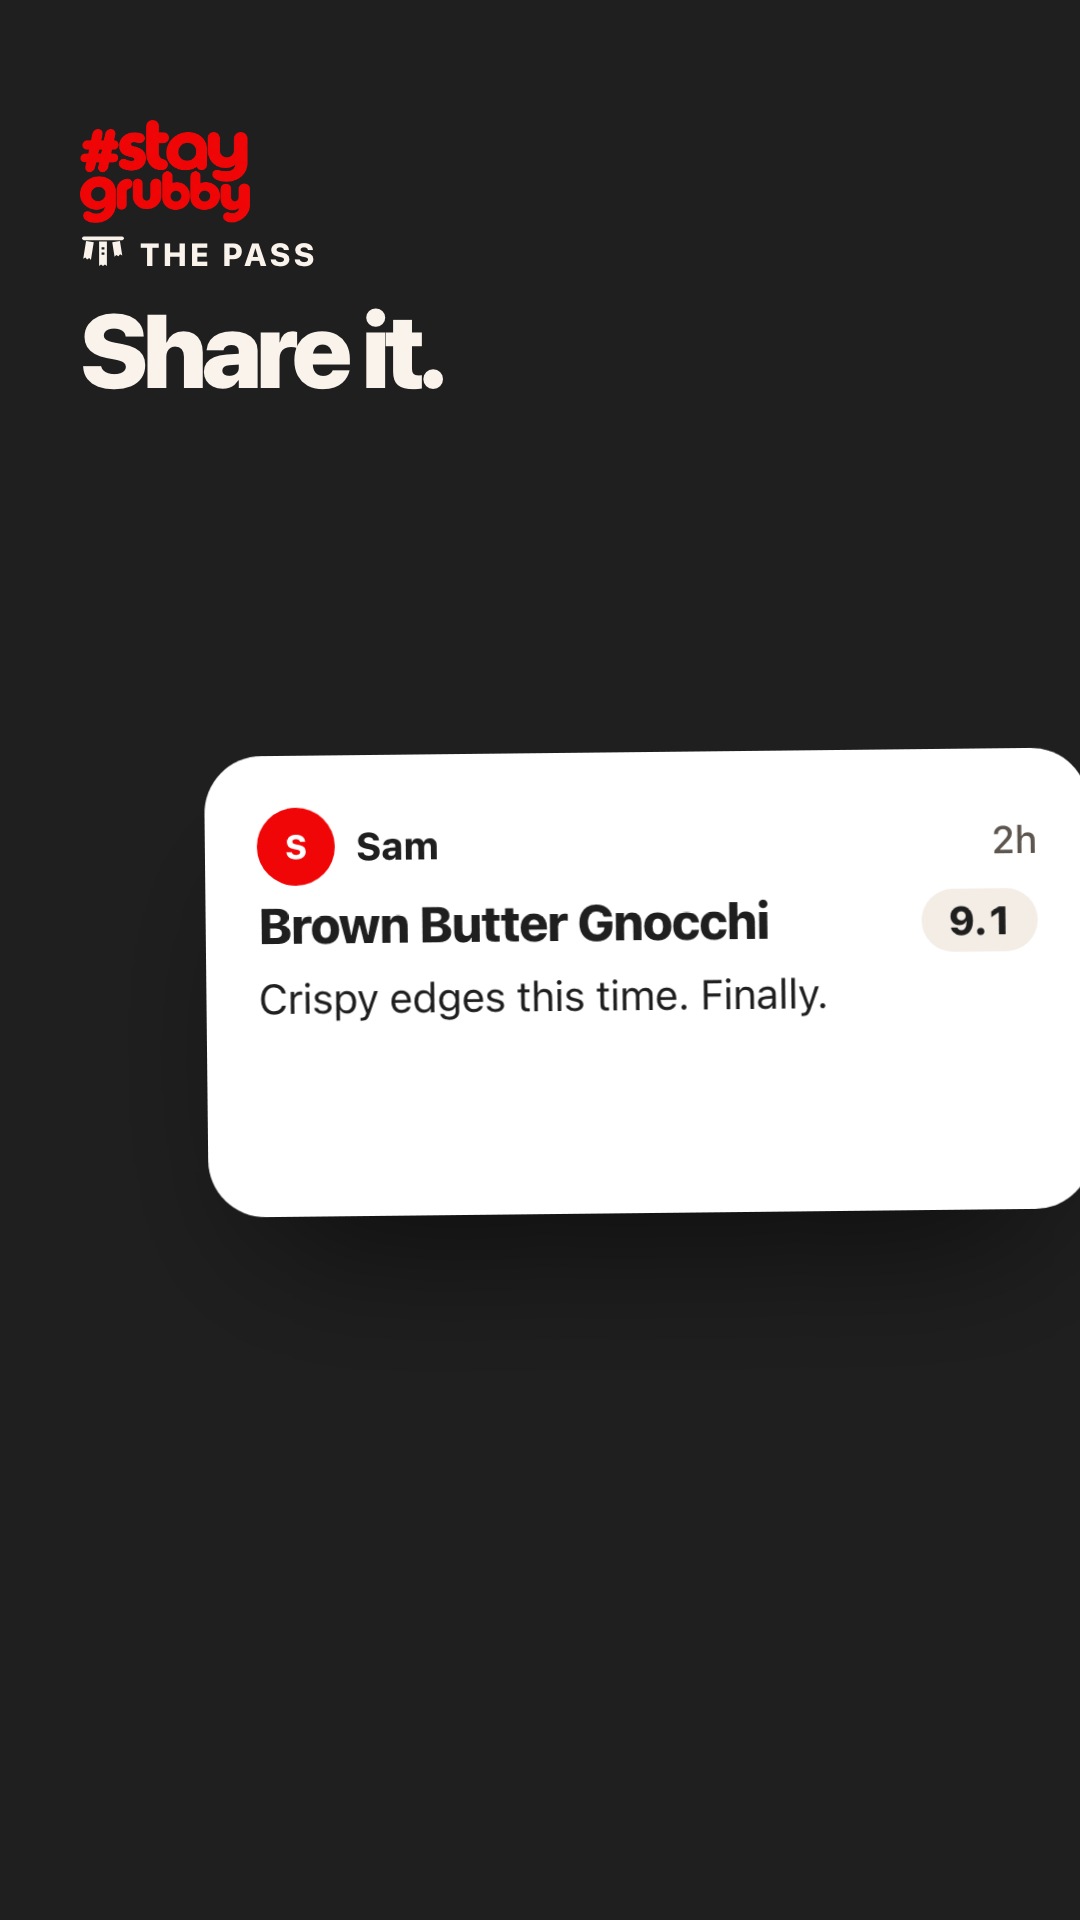 #stay
grubby
THE PASS
Share it.
S Sam 2h
Brown Butter Gnocchi 9.1
Crispy edges this time. Finally.